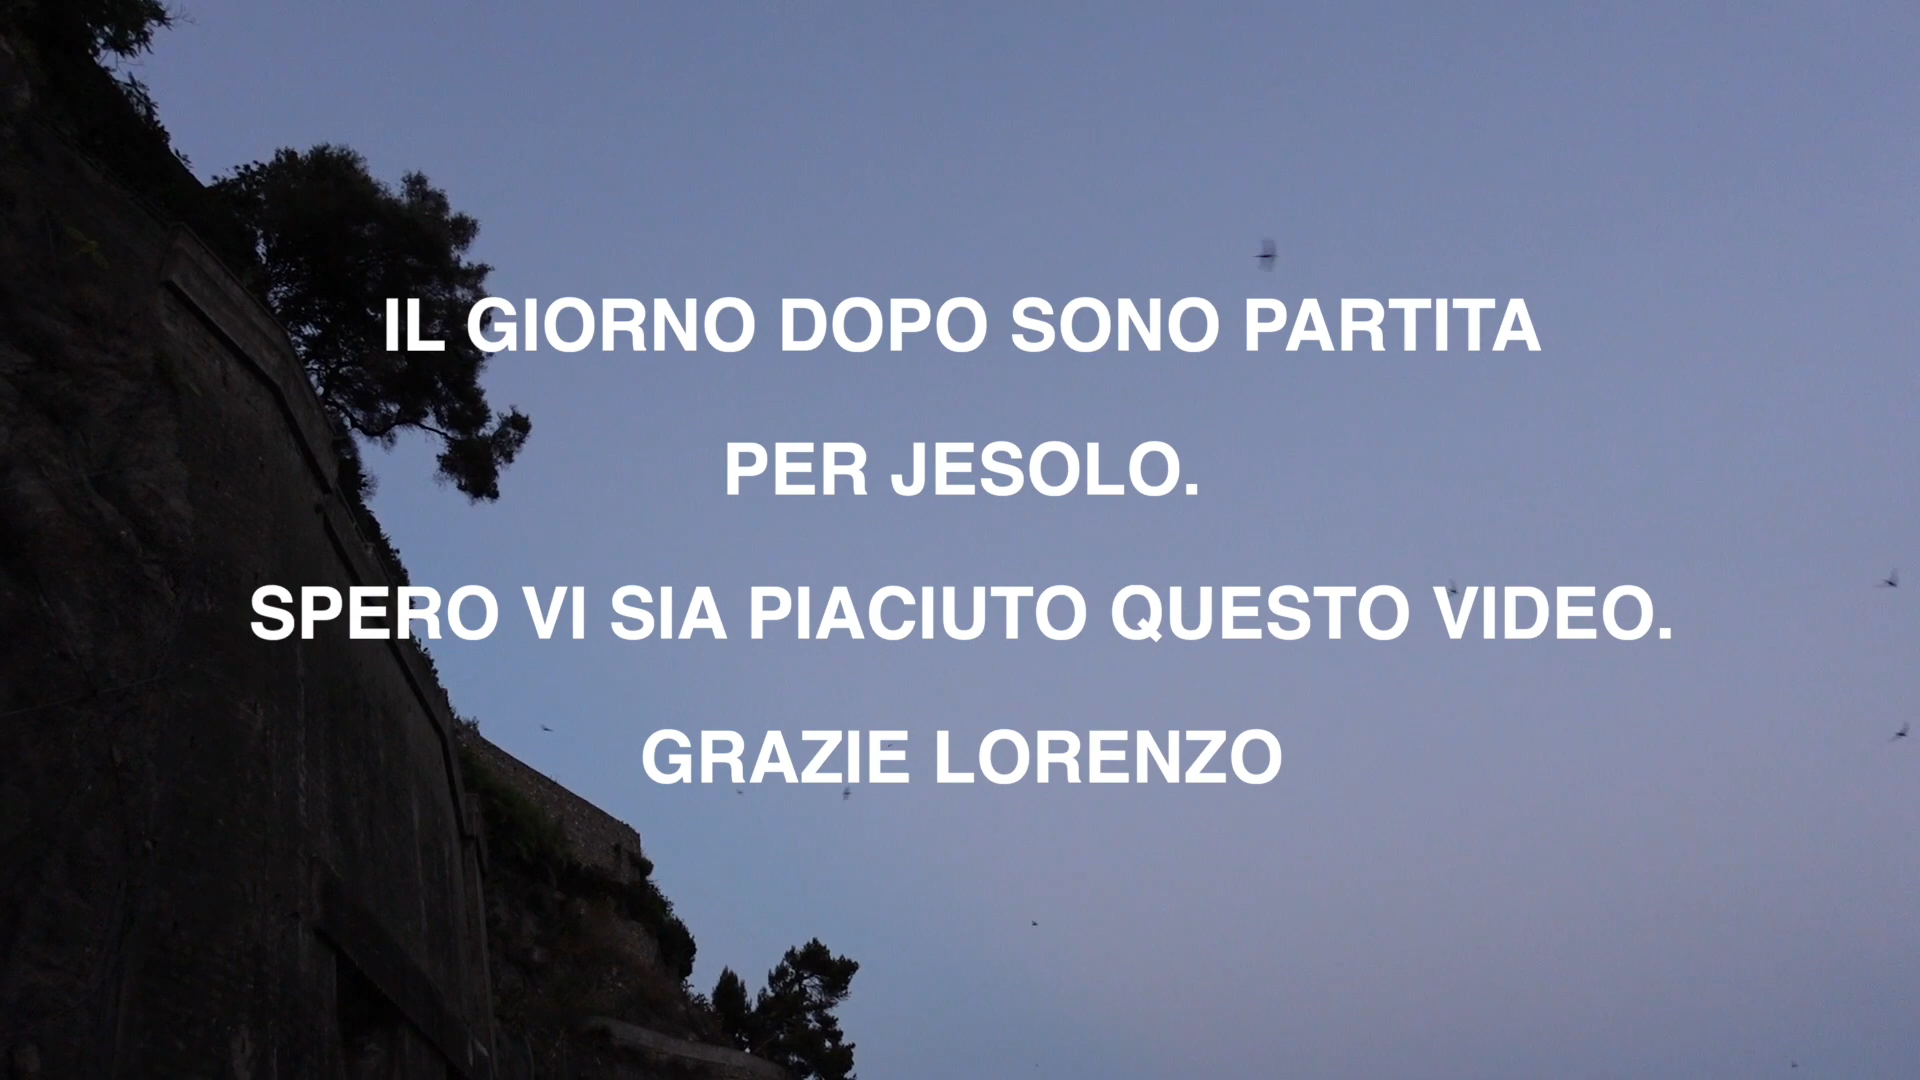 IL GIORNO DOPO SONO PARTITA
PER JESOLO.
SPERO VI SIA PIACIUTO QUESTO VIDEO.
GRAZIE LORENZO